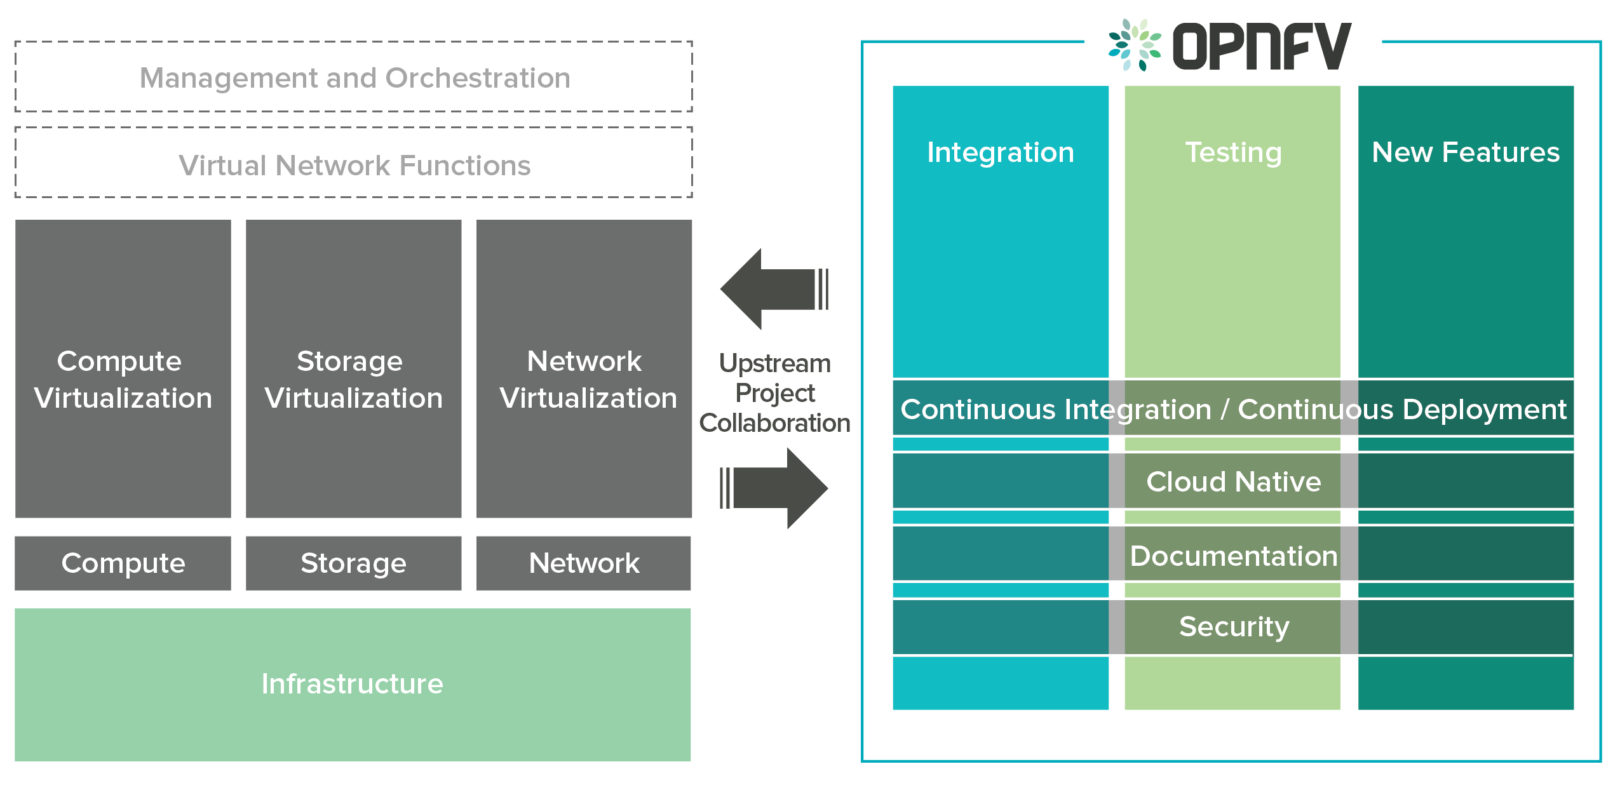 Management and Orchestration
Virtual Network Functions
Compute
Virtualization
Storage
Virtualization
Network
Virtualization
Compute
Storage
Network
Infrastructure
Upstream
Project
Collaboration
OPNFV
Integration
Testing
New Features
Continuous Integration / Continuous Deployment
Cloud Native
Documentation
Security